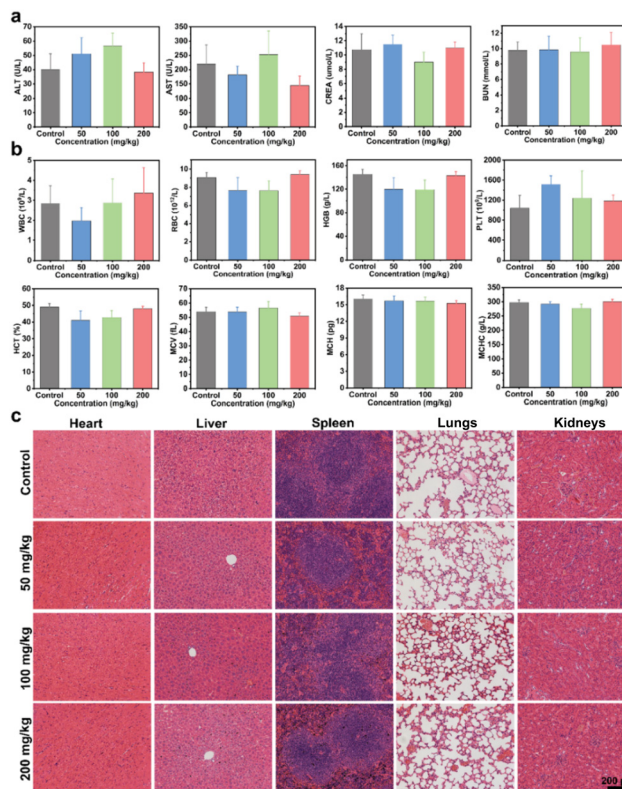 a
ALT (U/L)
70
60
50
40
30
20
10
0
Control 50 100 200
Concentration (mg/kg)
AST (U/L)
350
300
250
200
150
100
50
0
Control 50 100 200
Concentration (mg/kg)
CREA (umol/L)
14
12
10
8
6
4
2
0
Control 50 100 200
Concentration (mg/kg)
BUN (mmol/L)
12
10
8
6
4
2
0
Control 50 100 200
Concentration (mg/kg)
b
WBC (10⁹/L)
5
4
3
2
1
0
Control 50 100 200
Concentration (mg/kg)
RBC (10¹²/L)
10
8
6
4
2
0
Control 50 100 200
Concentration (mg/kg)
HGB (g/L)
160
120
80
40
0
Control 50 100 200
Concentration (mg/kg)
PLT (10⁹/L)
2000
1600
1200
800
400
0
Control 50 100 200
Concentration (mg/kg)
HCT (%)
60
50
40
30
20
10
0
Control 50 100 200
Concentration (mg/kg)
MCV (fL)
70
60
50
40
30
20
10
0
Control 50 100 200
Concentration (mg/kg)
MCH (pg)
18
15
12
9
6
3
0
Control 50 100 200
Concentration (mg/kg)
MCHC (g/L)
350
300
250
200
150
100
50
0
Control 50 100 200
Concentration (mg/kg)
c
Heart Liver Spleen Lungs Kidneys
Control
50 mg/kg
100 mg/kg
200 mg/kg
200